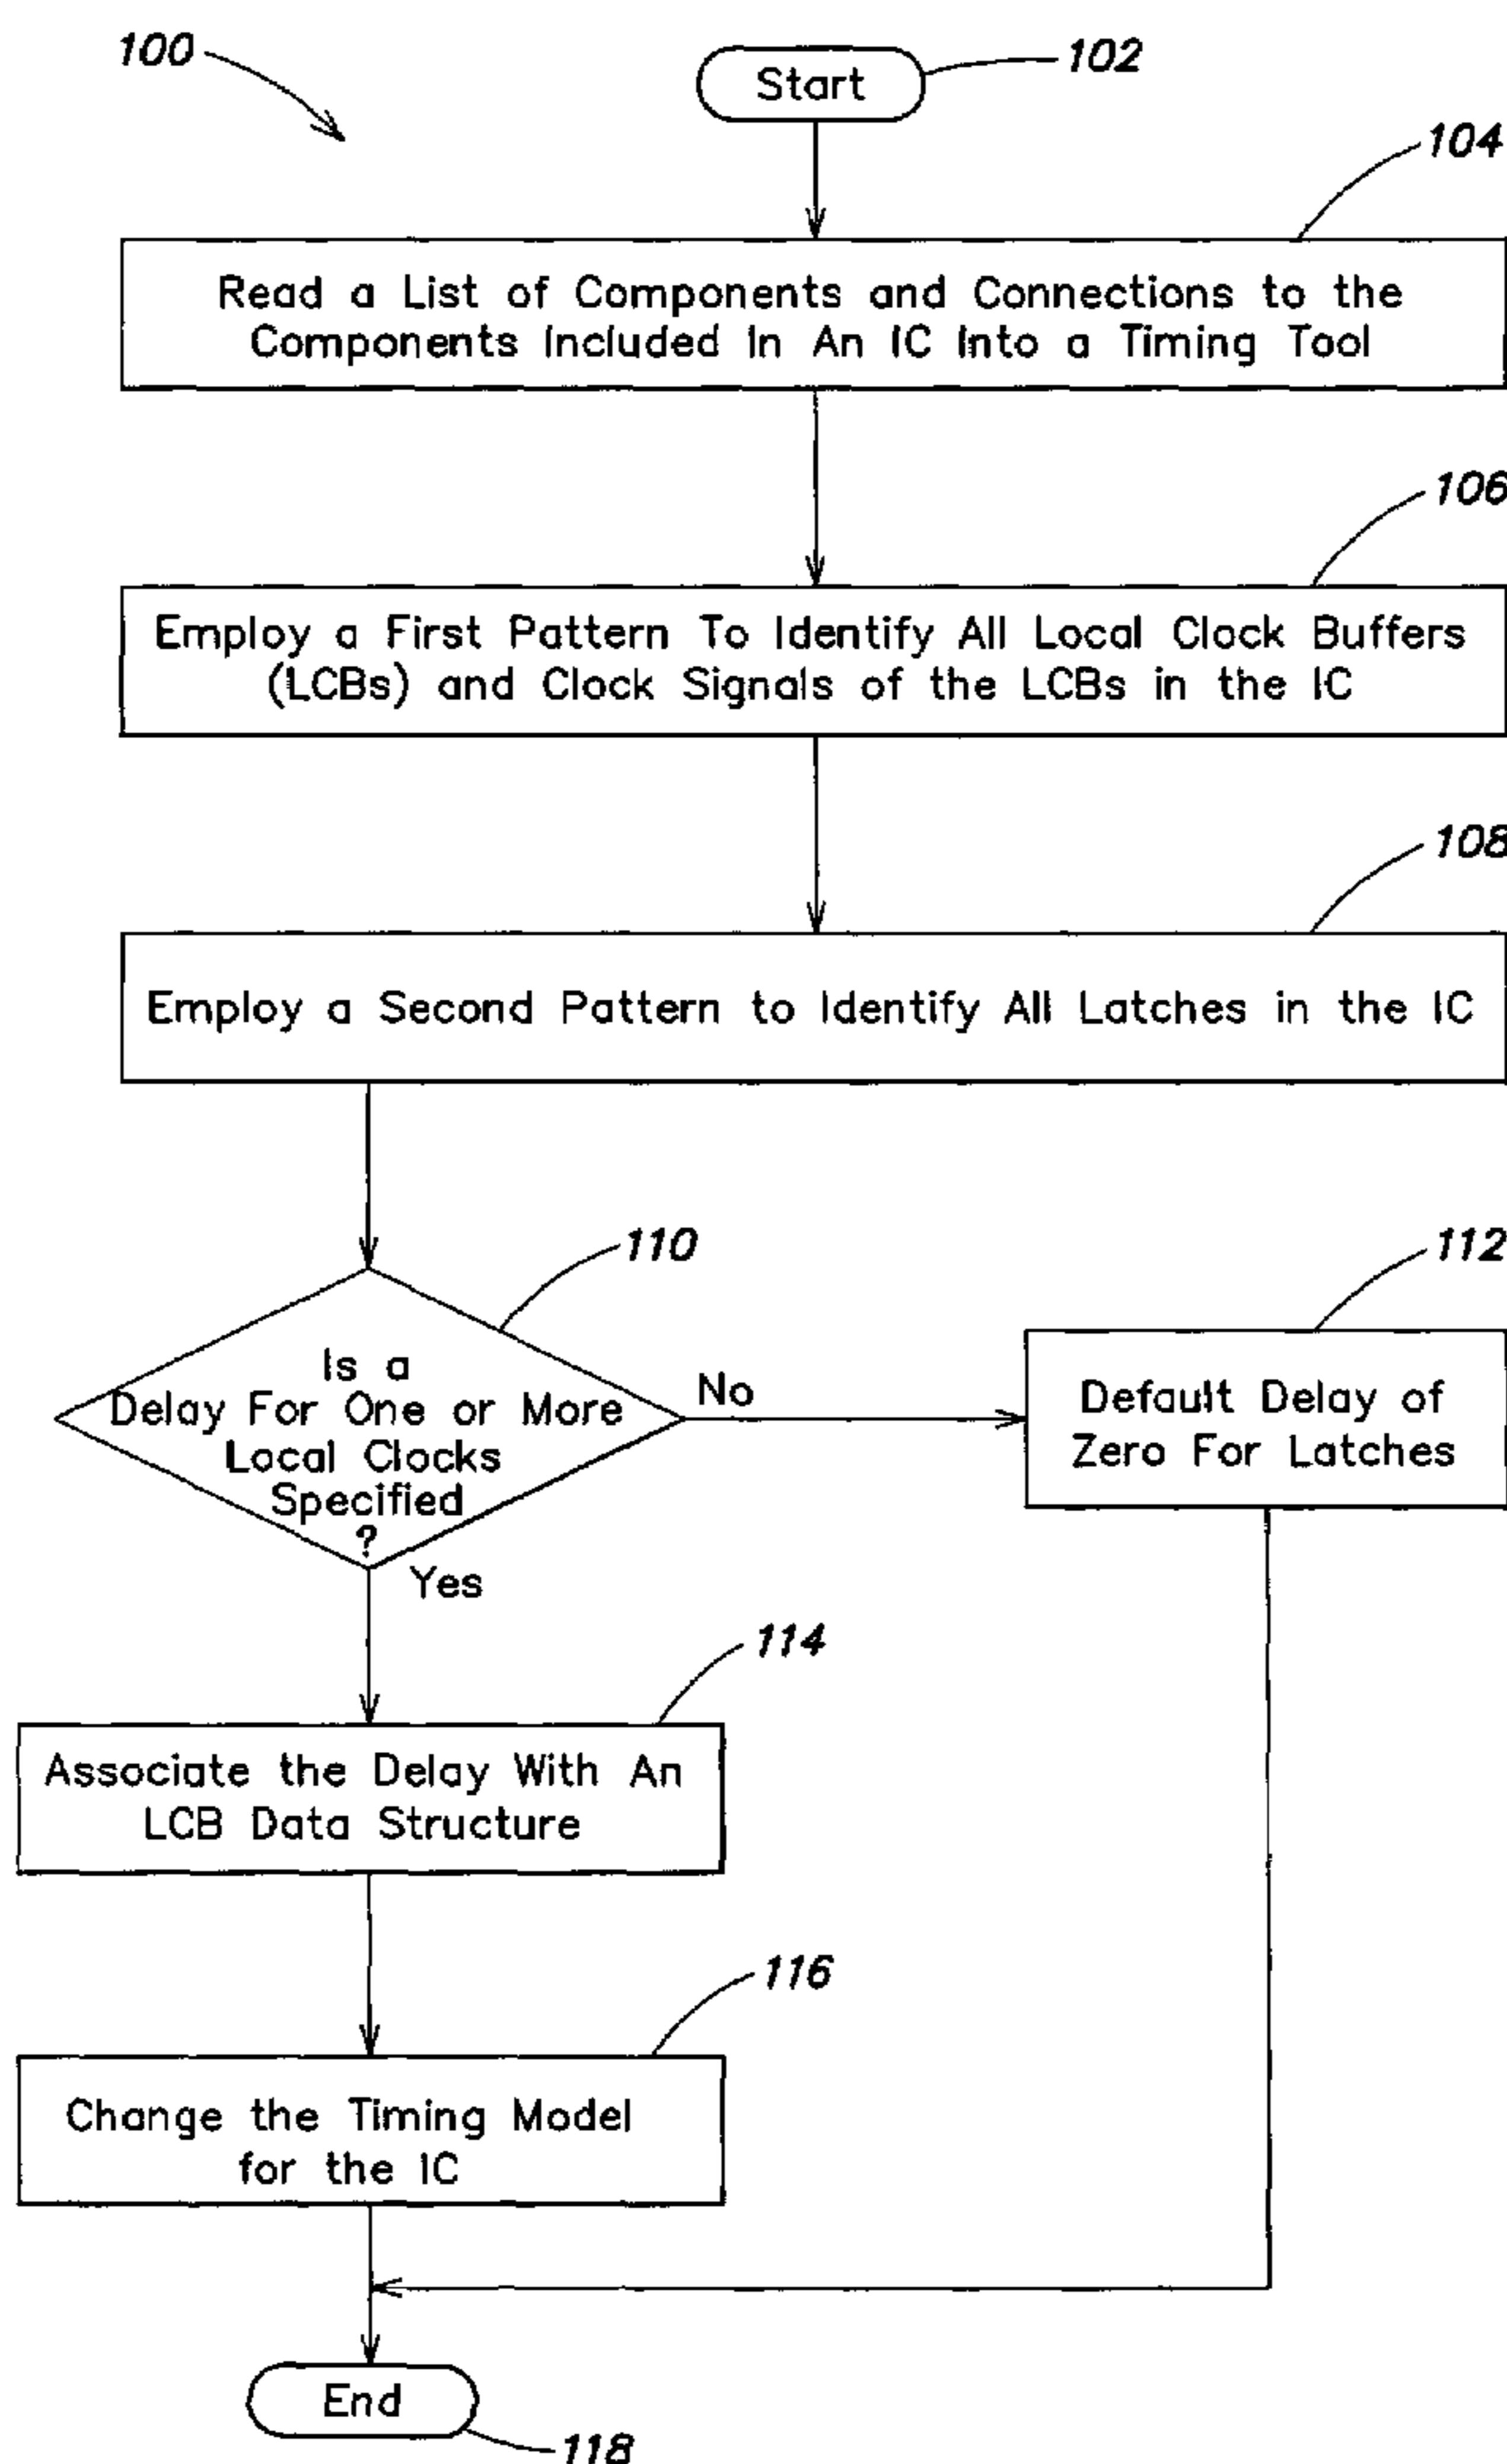 100
Start
102
104
Read a List of Components and Connections to the
Components Included In An IC Into a Timing Tool
106
Employ a First Pattern To Identify All Local Clock Buffers
(LCBs) and Clock Signals of the LCBs in the IC
108
Employ a Second Pattern to Identify All Latches in the IC
110
112
Is a
Delay For One or More
Local Clocks
Specified
?
No
Yes
Default Delay of
Zero For Latches
114
Associate the Delay With An
LCB Data Structure
116
Change the Timing Model
for the IC
End
118